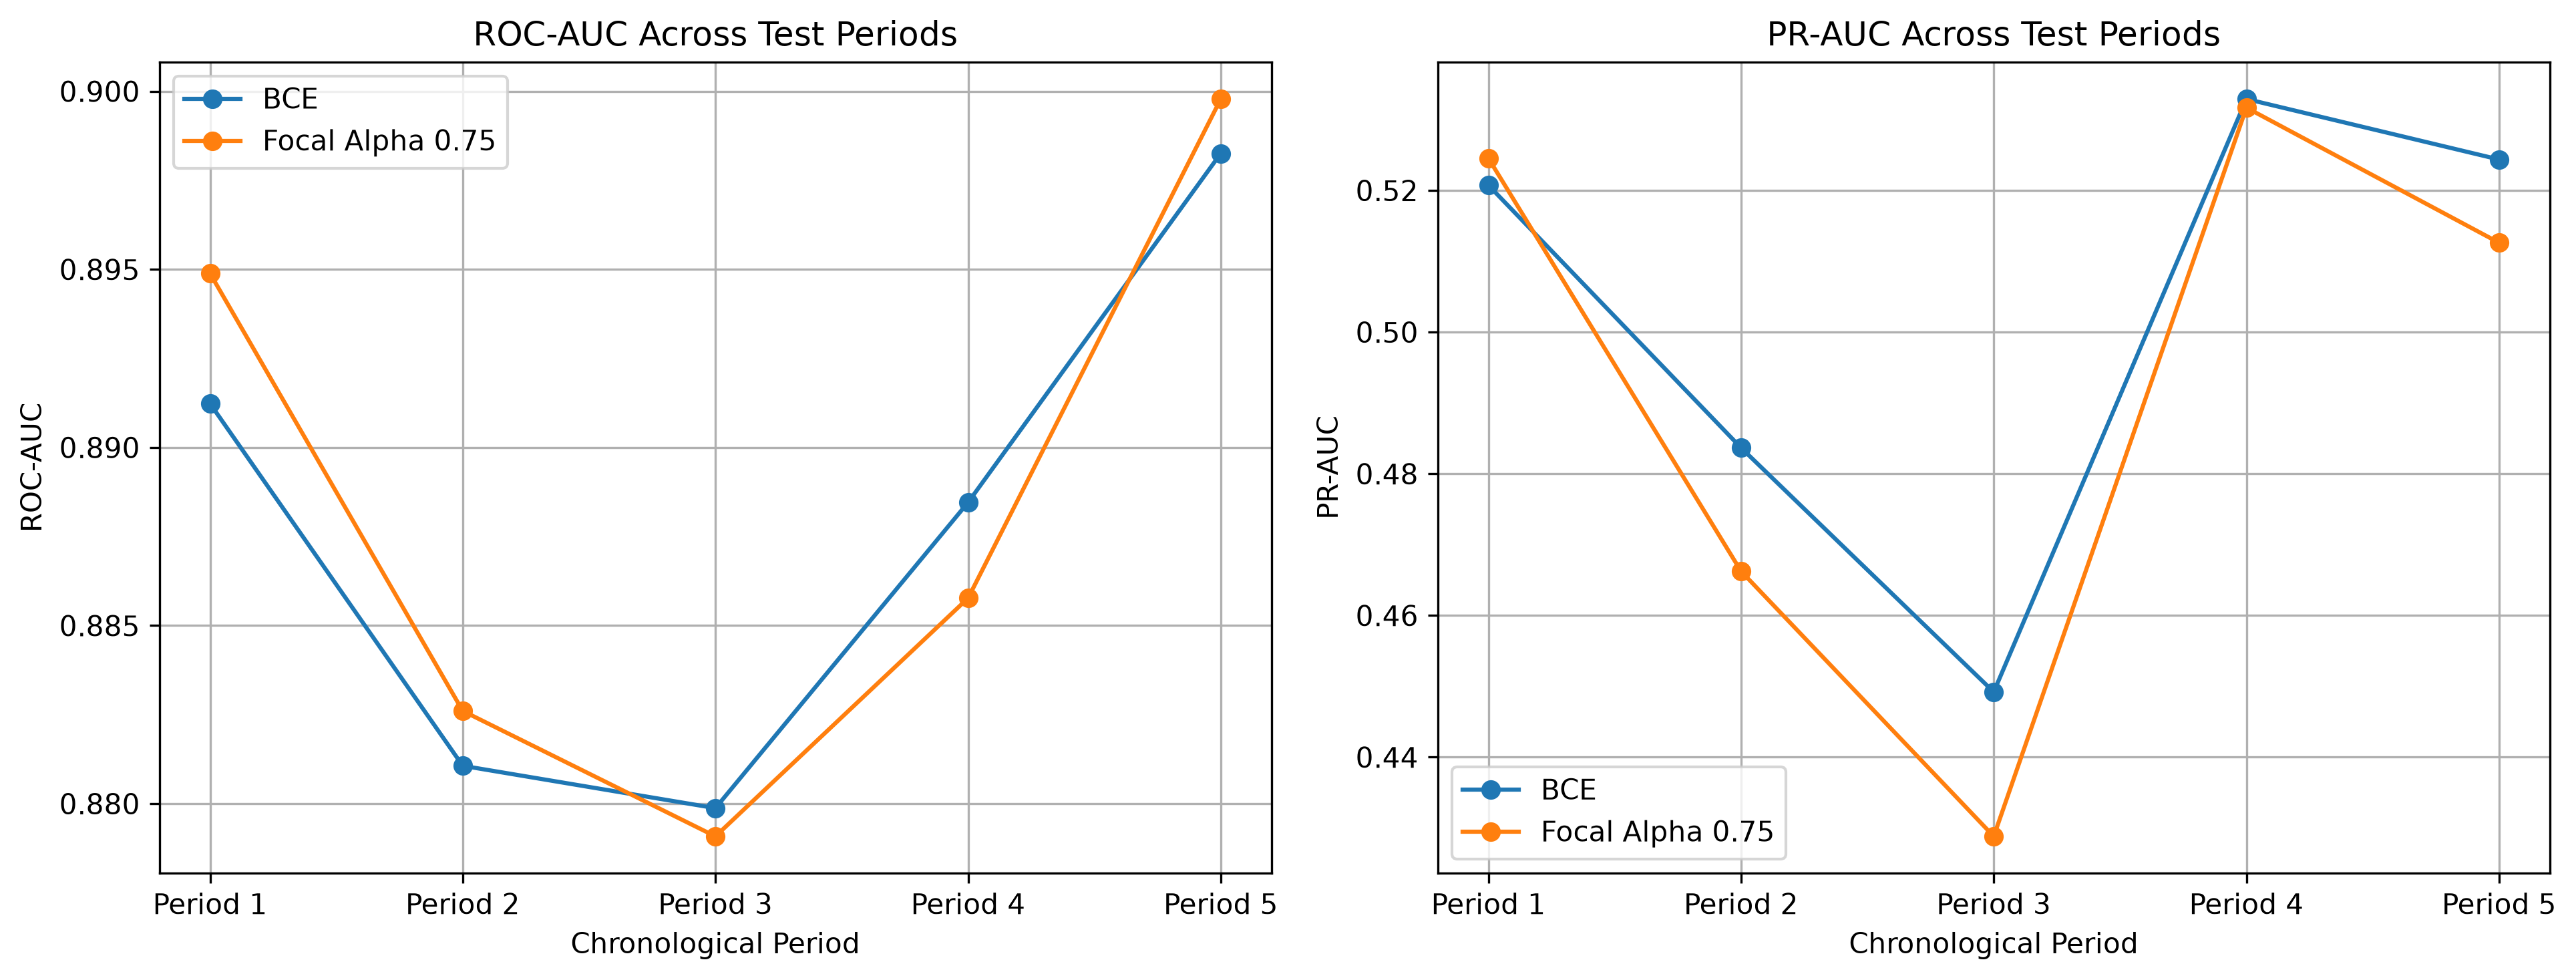 ROC-AUC Across Test Periods
BCE
Focal Alpha 0.75
0.900
0.895
0.890
0.885
0.880
ROC-AUC
Period 1
Period 2
Period 3
Period 4
Period 5
Chronological Period
PR-AUC Across Test Periods
0.52
0.50
0.48
0.46
0.44
PR-AUC
BCE
Focal Alpha 0.75
Period 1
Period 2
Period 3
Period 4
Period 5
Chronological Period